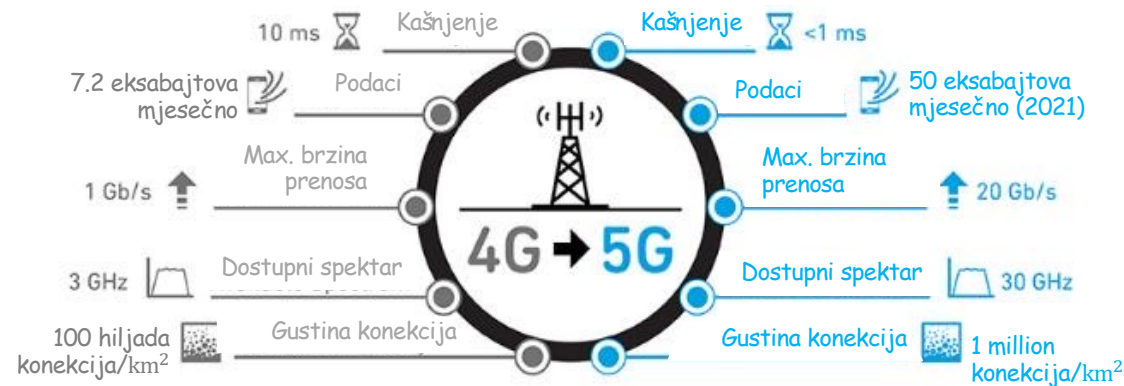 10 ms
Kašnjenje
7.2 eksabajtova
mjesečno
Podaci
Max. brzina
prenosa
1 Gb/s
3 GHz
Dostupni spektar
100 hiljada
konekcija/km²
Gustina konekcija
4G 5G
Kašnjenje
<1 ms
Podaci
50 eksabajtova
mjesečno (2021)
Max. brzina
prenosa
20 Gb/s
Dostupni spektar
30 GHz
Gustina konekcija
1 million
konekcija/km²